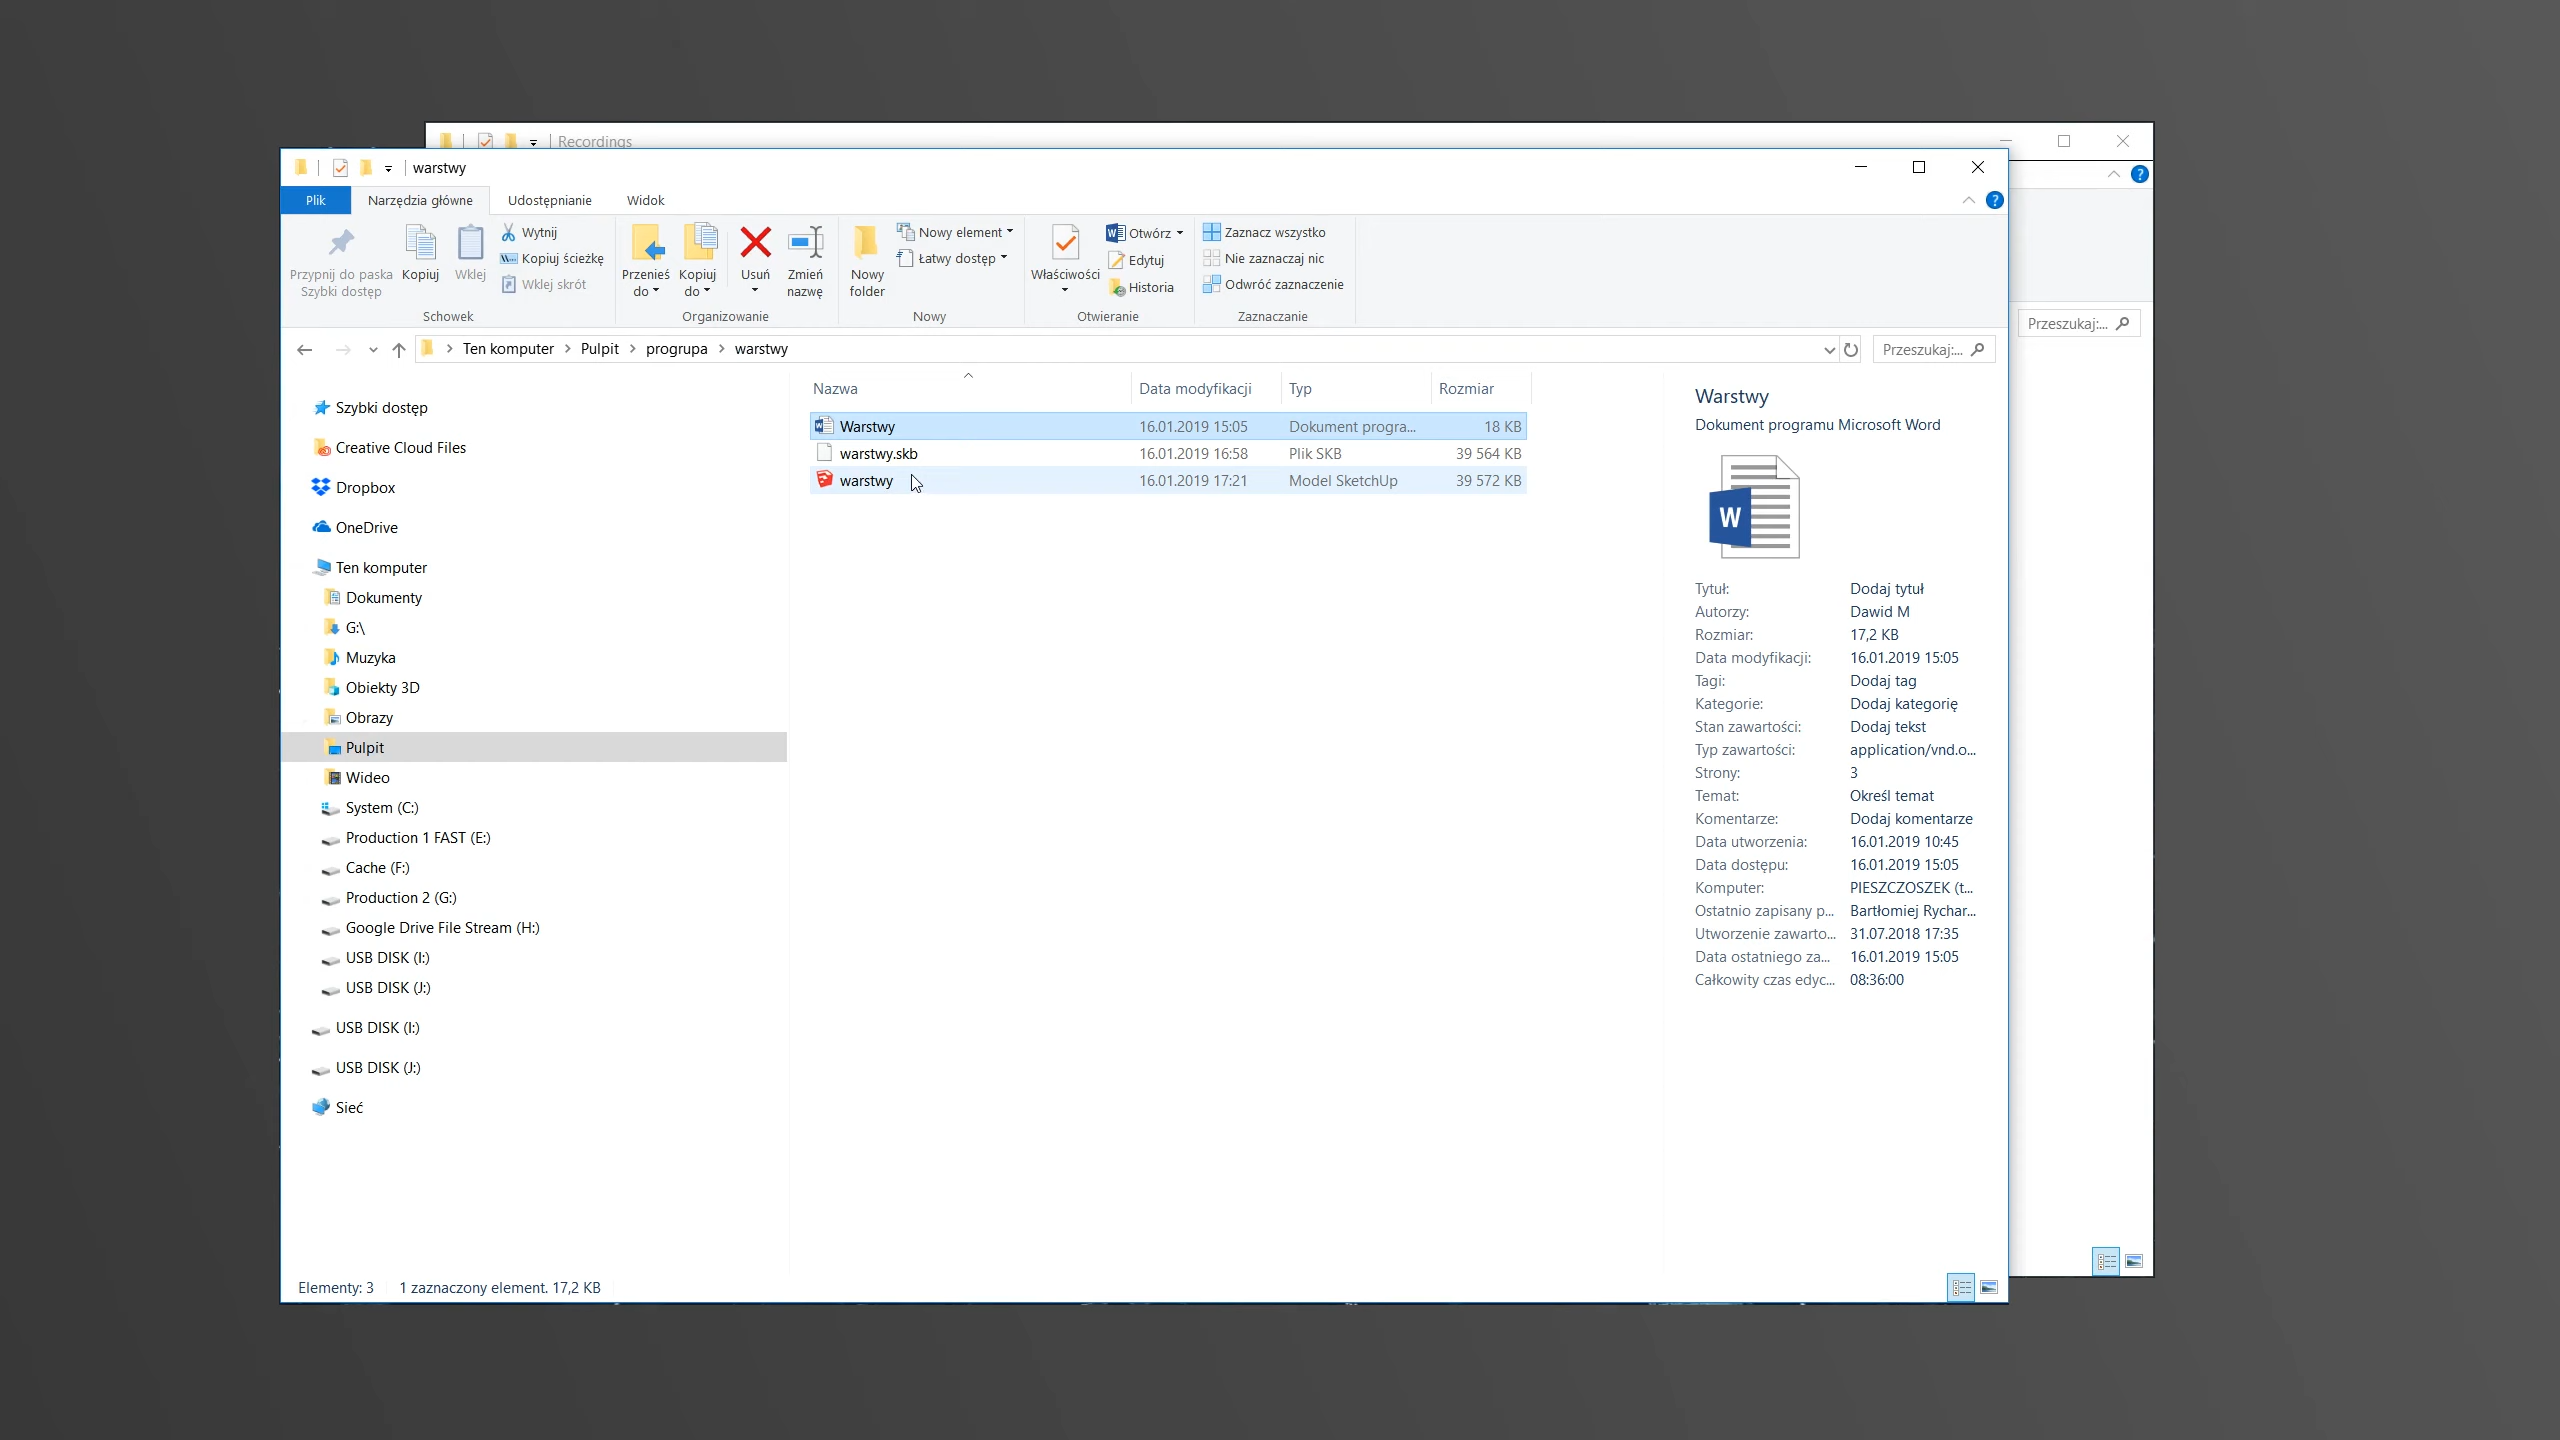 Recordings
warstwy
Plik Narzędzia główne Udostępnianie Widok
Przypnij do paska Szybki dostęp
Kopiuj
Wklej
Wytnij
Kopiuj ścieżkę
Wklej skrót
Schowek
Przenieś do
Kopiuj do
Usuń
Zmień nazwę
Organizowanie
Nowy folder
Nowy element
Łatwy dostęp
Nowy
Właściwości
Otwórz
Edytuj
Historia
Otwieranie
Zaznacz wszystko
Nie zaznaczaj nic
Odwróć zaznaczenie
Zaznaczanie
Przeszukaj:...
Ten komputer > Pulpit > progrupa > warstwy
Przeszukaj:...
Szybki dostęp
Creative Cloud Files
Dropbox
OneDrive
Ten komputer
Dokumenty
G:\
Muzyka
Obiekty 3D
Obrazy
Pulpit
Wideo
System (C:)
Production 1 FAST (E:)
Cache (F:)
Production 2 (G:)
Google Drive File Stream (H:)
USB DISK (I:)
USB DISK (J:)
USB DISK (I:)
USB DISK (J:)
Sieć
Nazwa Data modyfikacji Typ Rozmiar
Warstwy 16.01.2019 15:05 Dokument progra... 18 KB
warstwy.skb 16.01.2019 16:58 Plik SKB 39 564 KB
warstwy 16.01.2019 17:21 Model SketchUp 39 572 KB
Warstwy
Dokument programu Microsoft Word
W
Tytuł: Dodaj tytuł
Autorzy: Dawid M
Rozmiar: 17,2 KB
Data modyfikacji: 16.01.2019 15:05
Tagi: Dodaj tag
Kategorie: Dodaj kategorię
Stan zawartości: Dodaj tekst
Typ zawartości: application/vnd.o...
Strony: 3
Temat: Określ temat
Komentarze: Dodaj komentarze
Data utworzenia: 16.01.2019 10:45
Data dostępu: 16.01.2019 15:05
Komputer: PIESZCZOSZEK (t...
Ostatnio zapisany p... Bartłomiej Rychar...
Utworzenie zawarto... 31.07.2018 17:35
Data ostatniego za... 16.01.2019 15:05
Całkowity czas edyc... 08:36:00
Elementy: 3 1 zaznaczony element. 17,2 KB